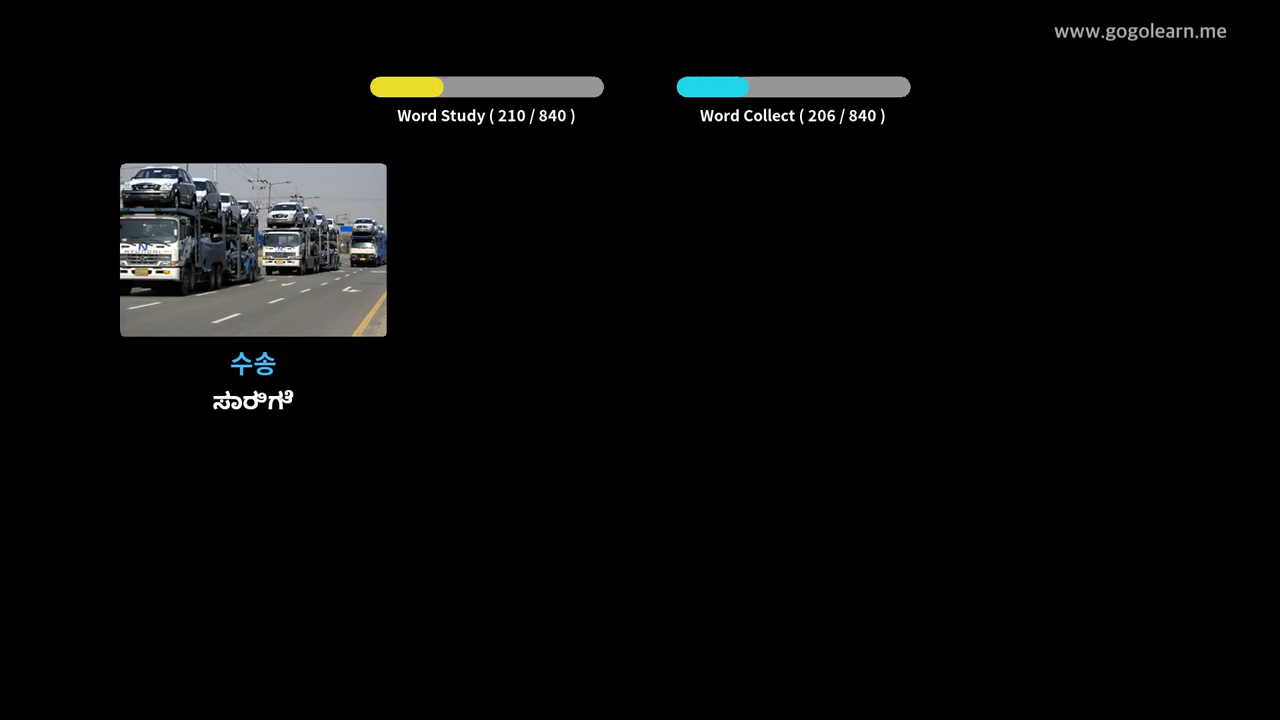 www.gogolearn.me
Word Study ( 210 / 840 )
Word Collect ( 206 / 840 )
수송
ಸಾರಿಗೆ